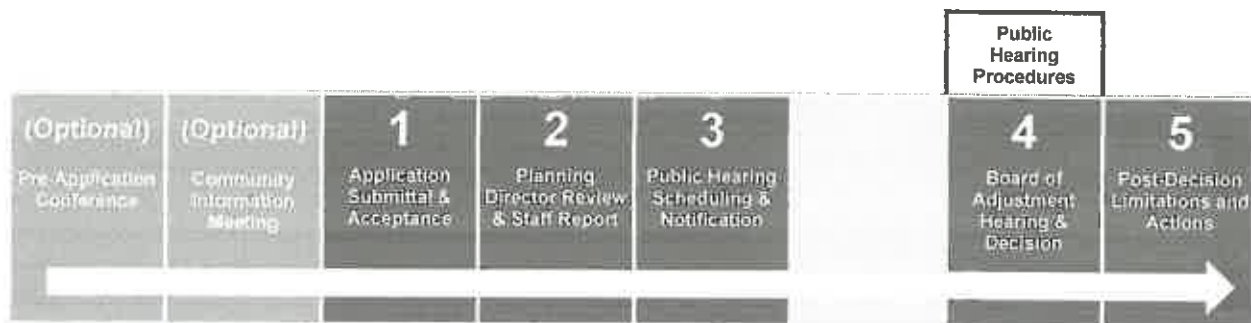 Public
Hearing
Procedures
(Optional)
Pre-Application
Conference
(Optional)
Community
Information
Meeting
1
Application
Submittal &
Acceptance
2
Planning
Director Review
& Staff Report
3
Public Hearing
Scheduling &
Notification
4
Board of
Adjustment
Hearing &
Decision
5
Post-Decision
Limitations and
Actions